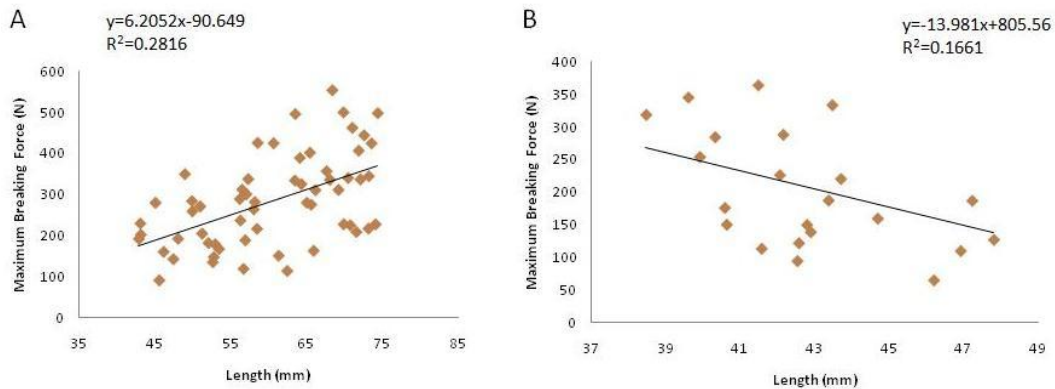 A
y=6.2052x-90.649
R²=0.2816
Maximum Breaking Force (N)
600
500
400
300
200
100
0
35 45 55 65 75 85
Length (mm)
B
y=-13.981x+805.56
R²=0.1661
Maximum Breaking Force (N)
400
350
300
250
200
150
100
50
0
37 39 41 43 45 47 49
Length (mm)